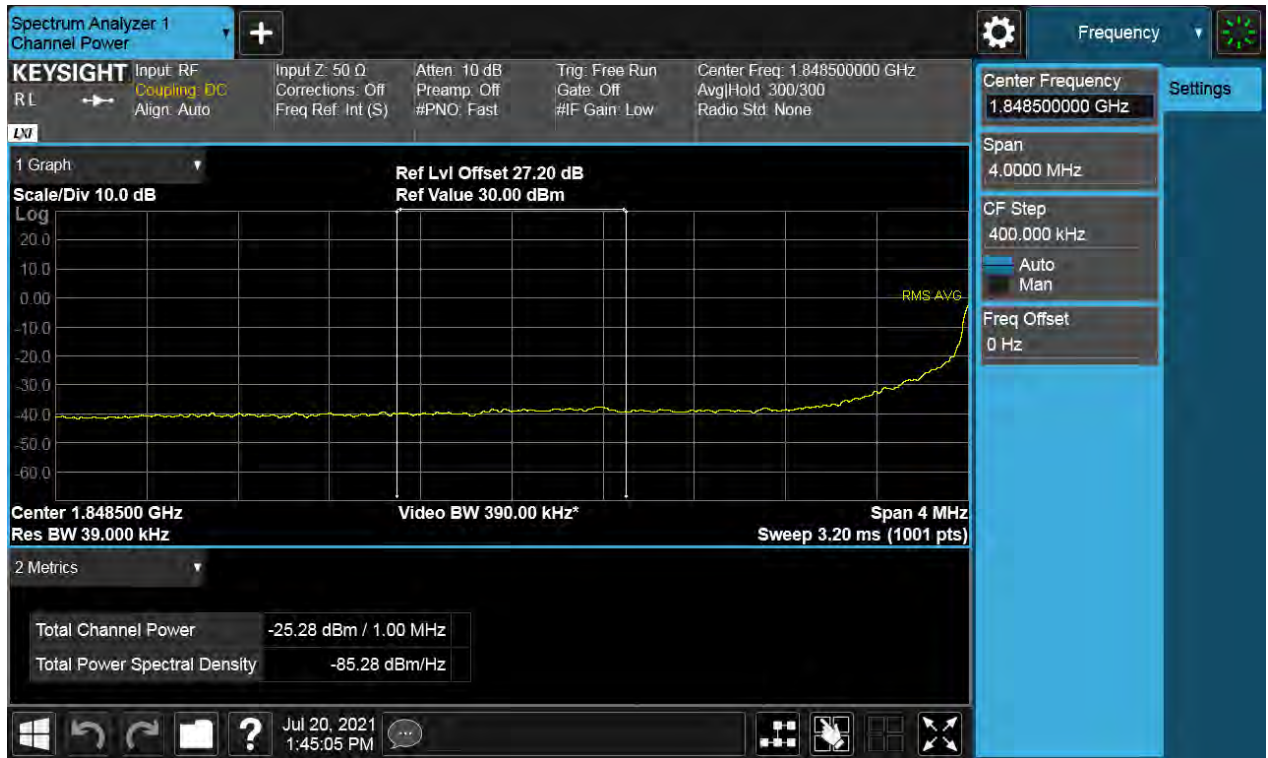 Spectrum Analyzer 1
Channel Power
+
Frequency
KEYSIGHT
RL
LXI
Input: RF
Coupling: DC
Align: Auto
Input Z: 50 Ω
Corrections: Off
Freq Ref: Int (S)
Atten: 10 dB
Preamp: Off
#PNO: Fast
Trig: Free Run
Gate: Off
#IF Gain: Low
Center Freq: 1.848500000 GHz
Avg|Hold: 300/300
Radio Std: None
1 Graph
Scale/Div 10.0 dB
Ref Lvl Offset 27.20 dB
Ref Value 30.00 dBm
Log
20.0
10.0
0.00
-10.0
-20.0
-30.0
-40.0
-50.0
-60.0
RMS AVG
Center 1.848500 GHz
Video BW 390.00 kHz*
Span 4 MHz
Res BW 39.000 kHz
Sweep 3.20 ms (1001 pts)
2 Metrics
Total Channel Power -25.28 dBm / 1.00 MHz
Total Power Spectral Density -85.28 dBm/Hz
?
Jul 20, 2021
1:45:05 PM
Center Frequency
1.848500000 GHz
Settings
Span
4.0000 MHz
CF Step
400.000 kHz
Auto
Man
Freq Offset
0 Hz